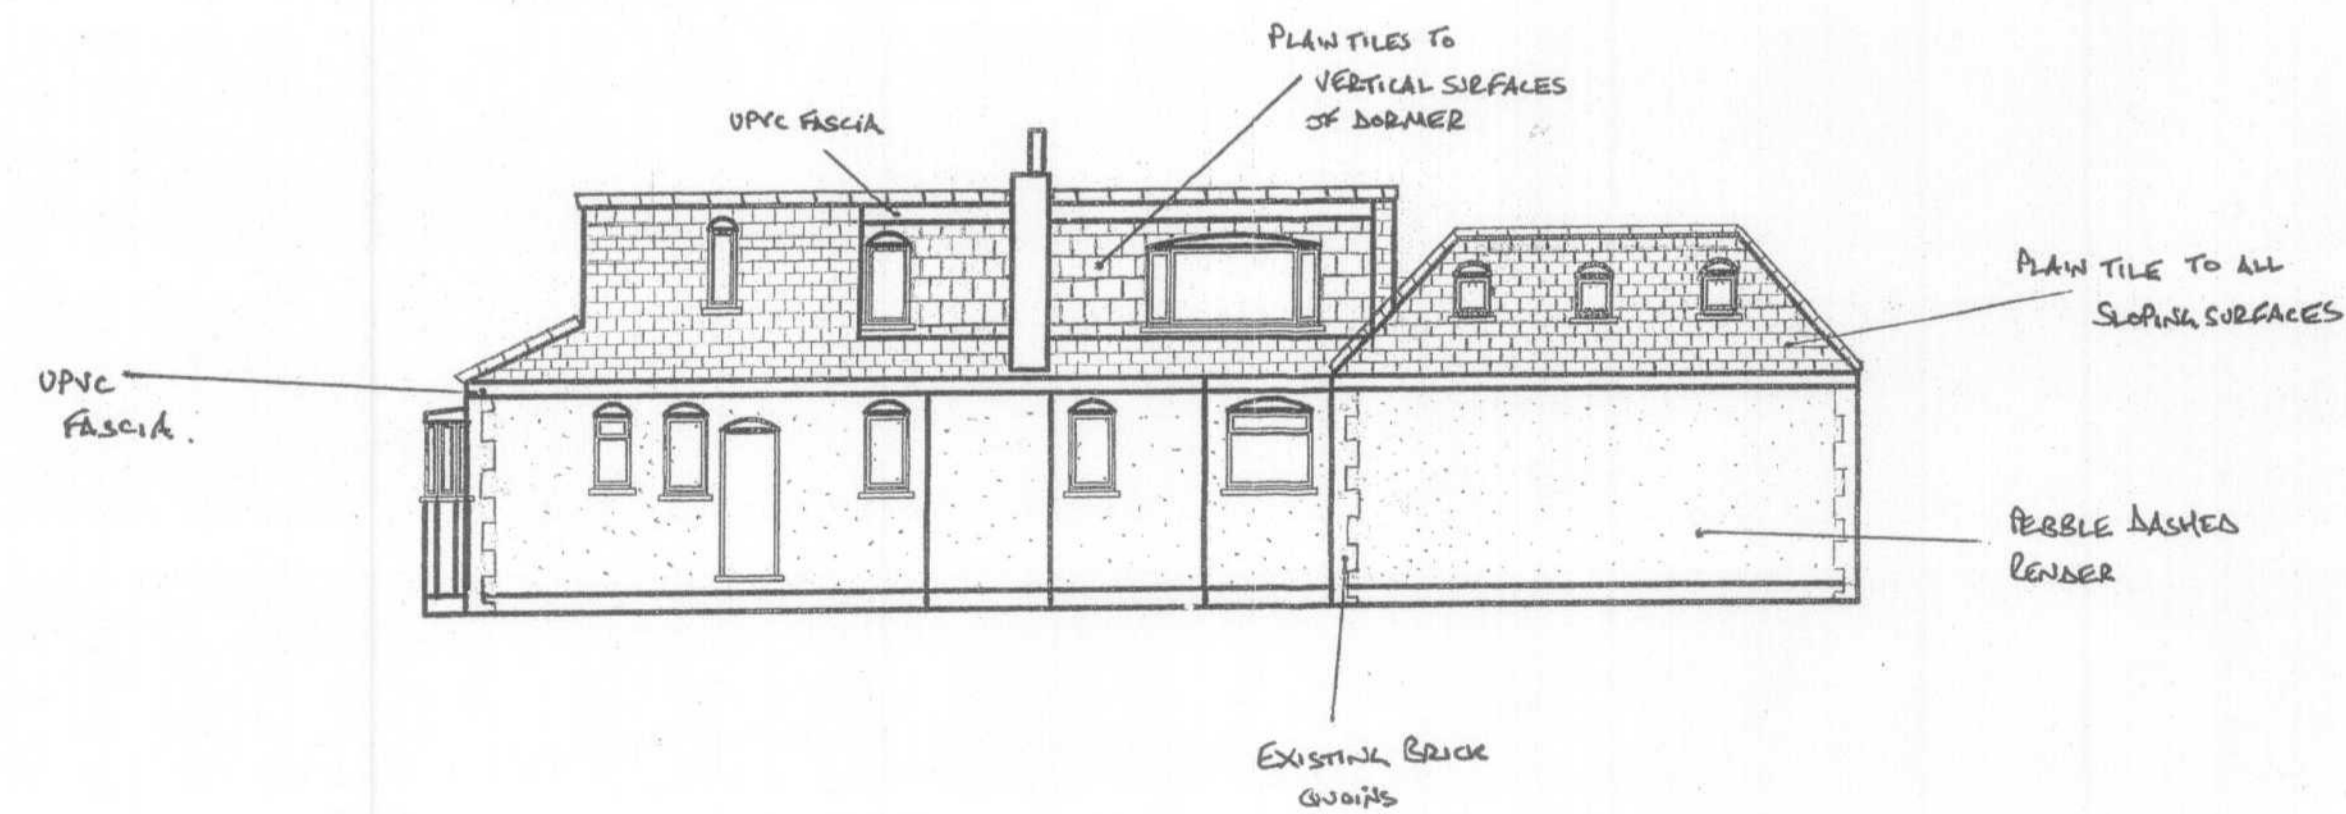 PLAIN TILES TO
VERTICAL SURFACES
OF DORMER
UPVC FASCIA
PLAIN TILE TO ALL
SLOPING SURFACES
UPVC
FASCIA.
PEBBLE DASHED
RENDER
EXISTING BRICK
QUOINS